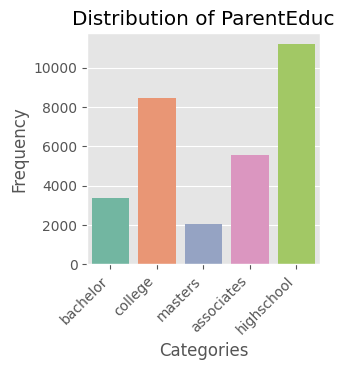 Distribution of ParentEduc
Frequency
10000
8000
6000
4000
2000
0
bachelor
college
masters
associates
highschool
Categories